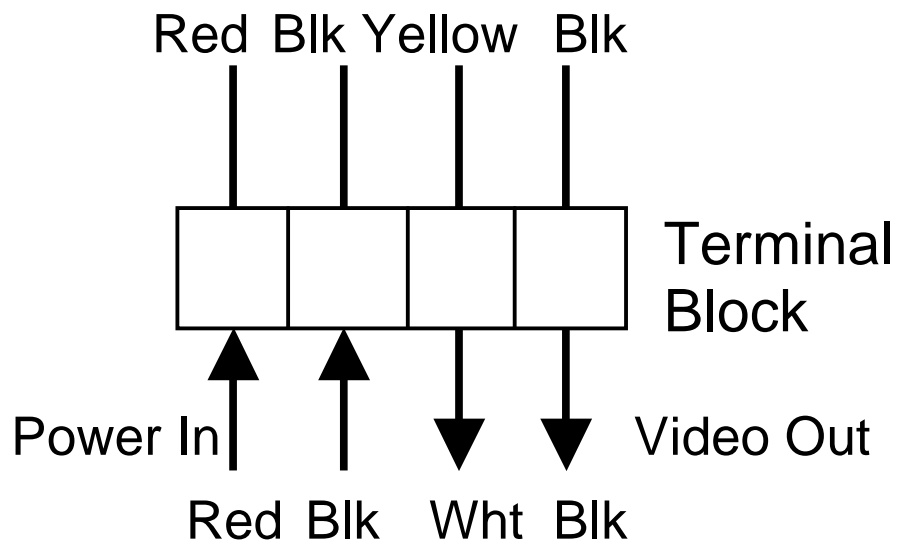 Red Blk Yellow Blk
Terminal
Block
Power In
Video Out
Red Blk Wht Blk